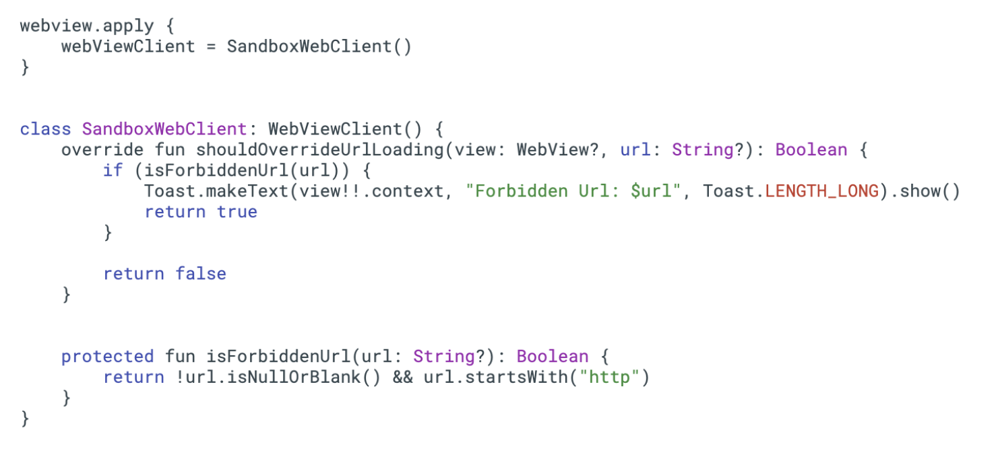 webview.apply {
    webViewClient = SandboxWebClient()
}
class SandboxWebClient: WebViewClient() {
    override fun shouldOverrideUrlLoading(view: WebView?, url: String?): Boolean {
        if (isForbiddenUrl(url)) {
            Toast.makeText(view!!.context, "Forbidden Url: $url", Toast.LENGTH_LONG).show()
            return true
        }
        return false
    }
    protected fun isForbiddenUrl(url: String?): Boolean {
        return !url.isNullOrBlank() && url.startsWith("http")
    }
}